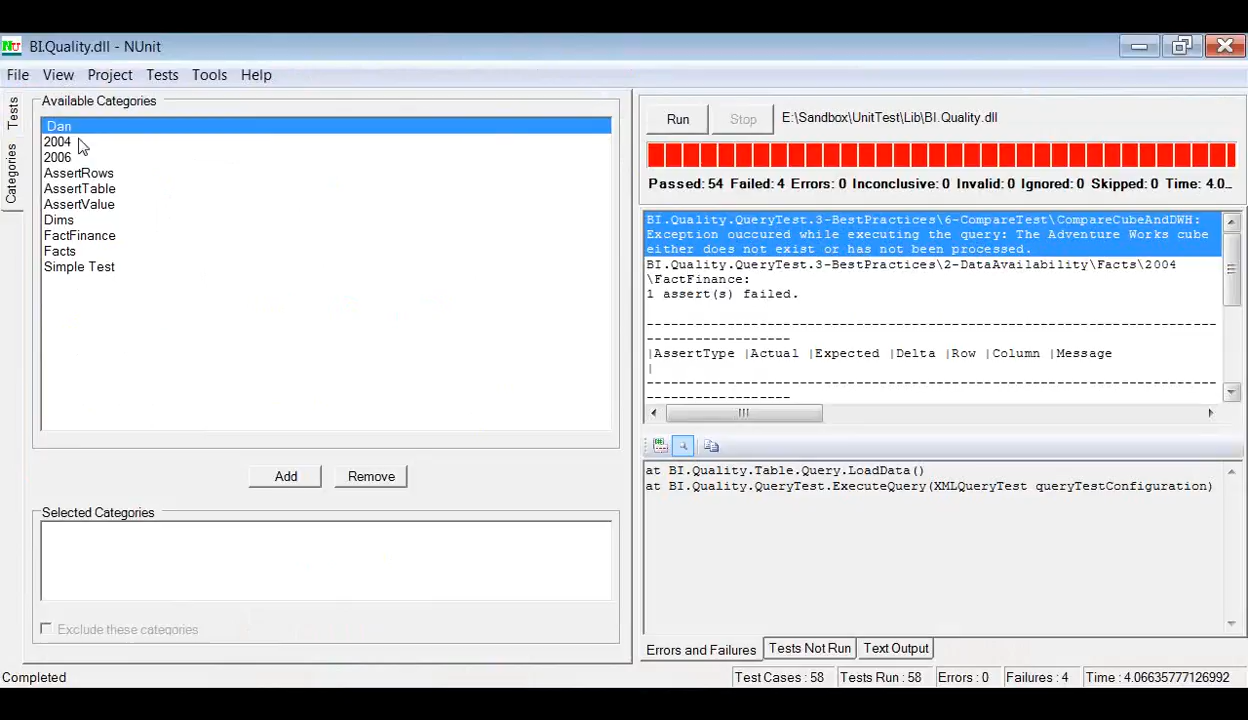 BI.Quality.dll - NUnit
File View Project Tests Tools Help
Tests
Categories
Available Categories
Dan
2004
2006
AssertRows
AssertTable
AssertValue
Dims
FactFinance
Facts
Simple Test
Add Remove
Selected Categories
Exclude these categories
Run Stop E:\Sandbox\UnitTest\Lib\BI.Quality.dll
Passed: 54 Failed: 4 Errors: 0 Inconclusive: 0 Invalid: 0 Ignored: 0 Skipped: 0 Time: 4.0...
BI.Quality.QueryTest.3-BestPractices\6-CompareTest\CompareCubeAndDWH:
Exceptionouccured while executing the query: The Adventure Works cube
either does not exist or has not been processed.
BI.Quality.QueryTest.3-BestPractices\2-DataAvailability\Facts\2004
\FactFinance:
1 assert(s) failed.
|AssertType |Actual |Expected |Delta |Row |Column |Message
|
at BI.Quality.Table.Query.LoadData()
at BI.Quality.QueryTest.ExecuteQuery(XMLQueryTest queryTestConfiguration)
Errors and Failures Tests Not Run Text Output
Completed Test Cases : 58 Tests Run : 58 Errors : 0 Failures : 4 Time : 4.06635777126992